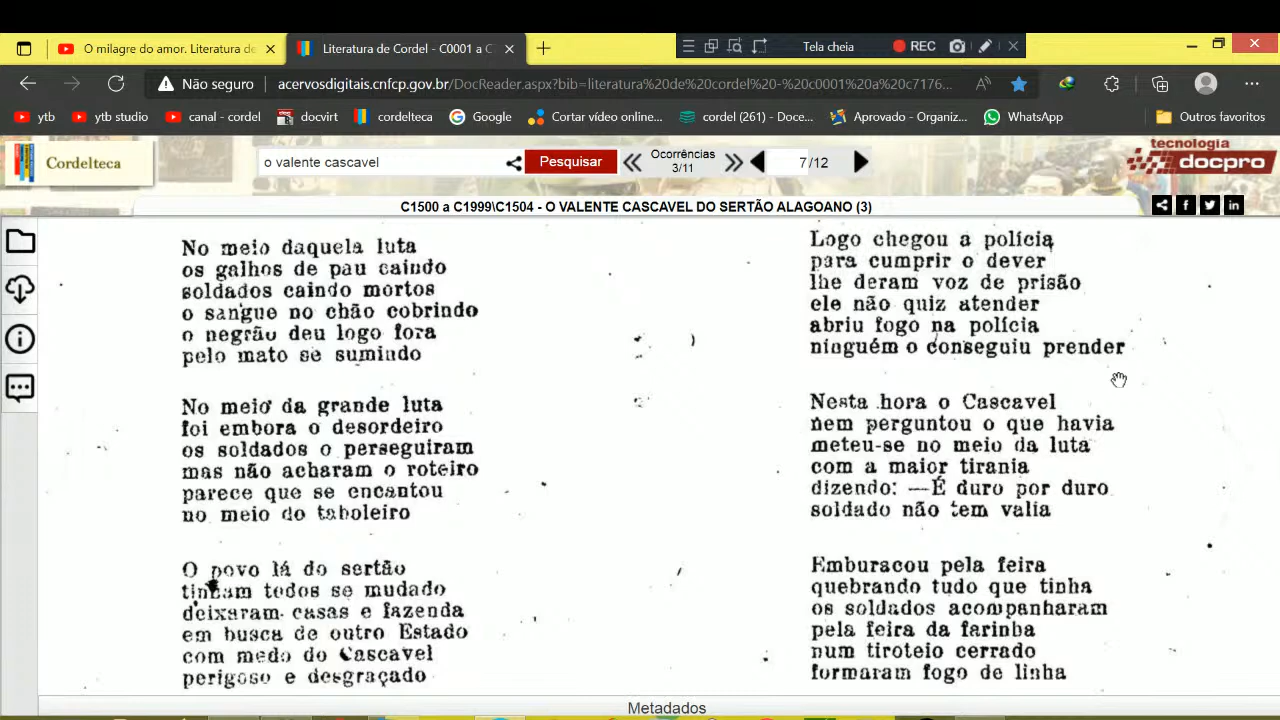 O milagre do amor. Literatura de
Literatura de Cordel - C0001 a C
Tela cheia
REC
Não seguro
acervosdigitais.cnfcp.gov.br/DocReader.aspx?bib=literatura%20de%20cordel%20-%20c0001%20a%20c7176...
ytb
ytb studio
canal - cordel
docvirt
cordelteca
Google
Cortar vídeo online...
cordel (261) - Doce...
Aprovado - Organiz...
WhatsApp
Outros favoritos
Cordelteca
o valente cascavel
Pesquisar
Ocorrências
3/11
7 /12
tecnologia
docpro
C1500 a C1999\C1504 - O VALENTE CASCAVEL DO SERTÃO ALAGOANO (3)
No meio daquela luta
os galhos de pau caindo
soldados caindo mortos
o sangue no chão cobrindo
o negrão deu logo fora
pelo mato se sumindo
No meio da grande luta
foi embora o desordeiro
os soldados o perseguiram
mas não acharam o roteiro
parece que se encantou
no meio do taboleiro
O povo lá do sertão
tinham todos se mudado
deixaram casas e fazenda
em busca de outro Estado
com medo do Cascavel
perigoso e desgraçado
Logo chegou a polícia
para cumprir o dever
lhe deram voz de prisão
ele não quiz atender
abriu fogo na polícia
ninguém o conseguiu prender
Nesta hora o Cascavel
nem perguntou o que havia
meteu-se no meio da luta
com a maior tirania
dizendo: —É duro por duro
soldado não tem valia
Emburacou pela feira
quebrando tudo que tinha
os soldados acompanharam
pela feira da farinha
num tiroteio cerrado
formaram fogo de linha
Metadados